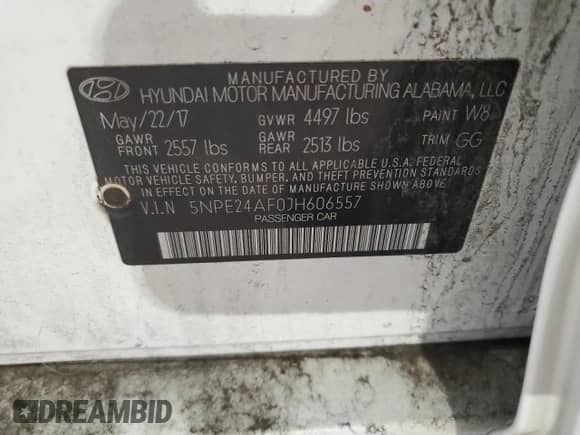 MANUFACTURED BY
HYUNDAI MOTOR MANUFACTURING ALABAMA, LLC
May/22/17 GVWR 4497 lbs PAINT W8
GAWR FRONT 2557 lbs GAWR REAR 2513 lbs TRIM GG
THIS VEHICLE CONFORMS TO ALL APPLICABLE U.S.A. FEDERAL
MOTOR VEHICLE SAFETY, BUMPER, AND THEFT PREVENTION STANDARDS
IN EFFECT ON THE DATE OF MANUFACTURE SHOWN ABOVE.
V.I.N 5NPE24AF0JH606557
PASSENGER CAR
DREAMBID